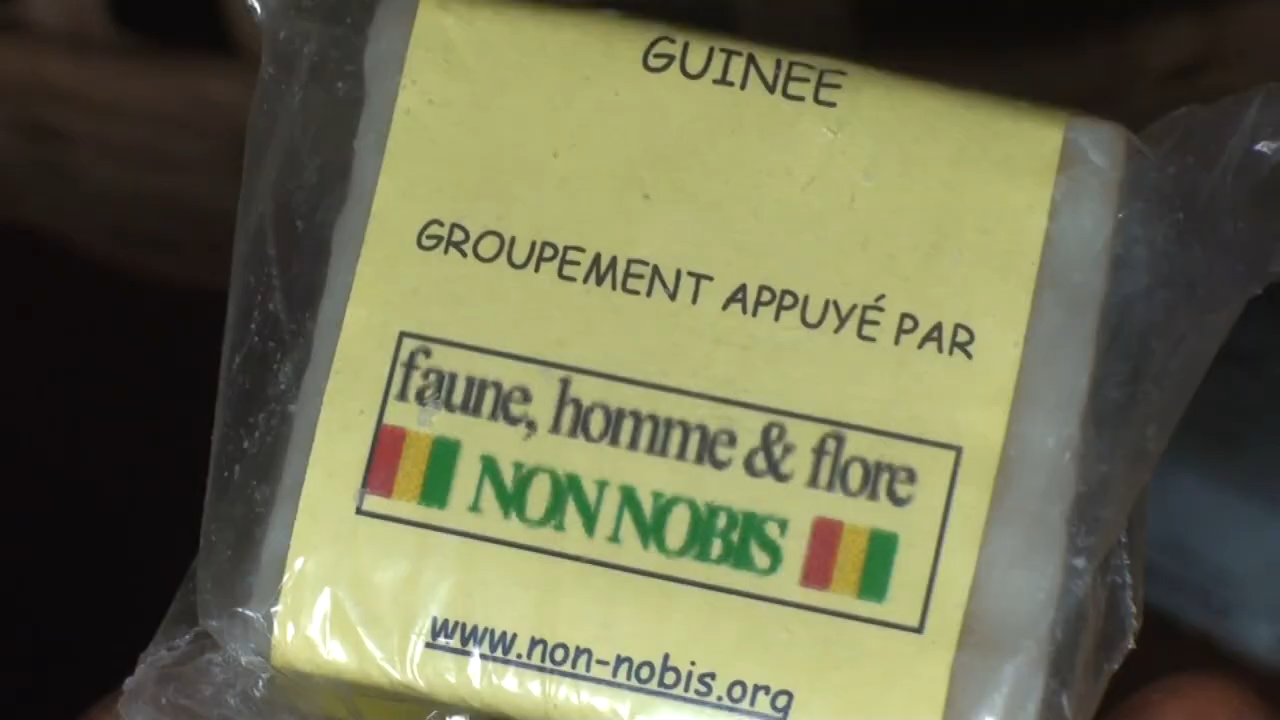 GUINEE
GROUPEMENT APPUYÉ PAR
faune, homme & flore
NON NOBIS
www.non-nobis.org